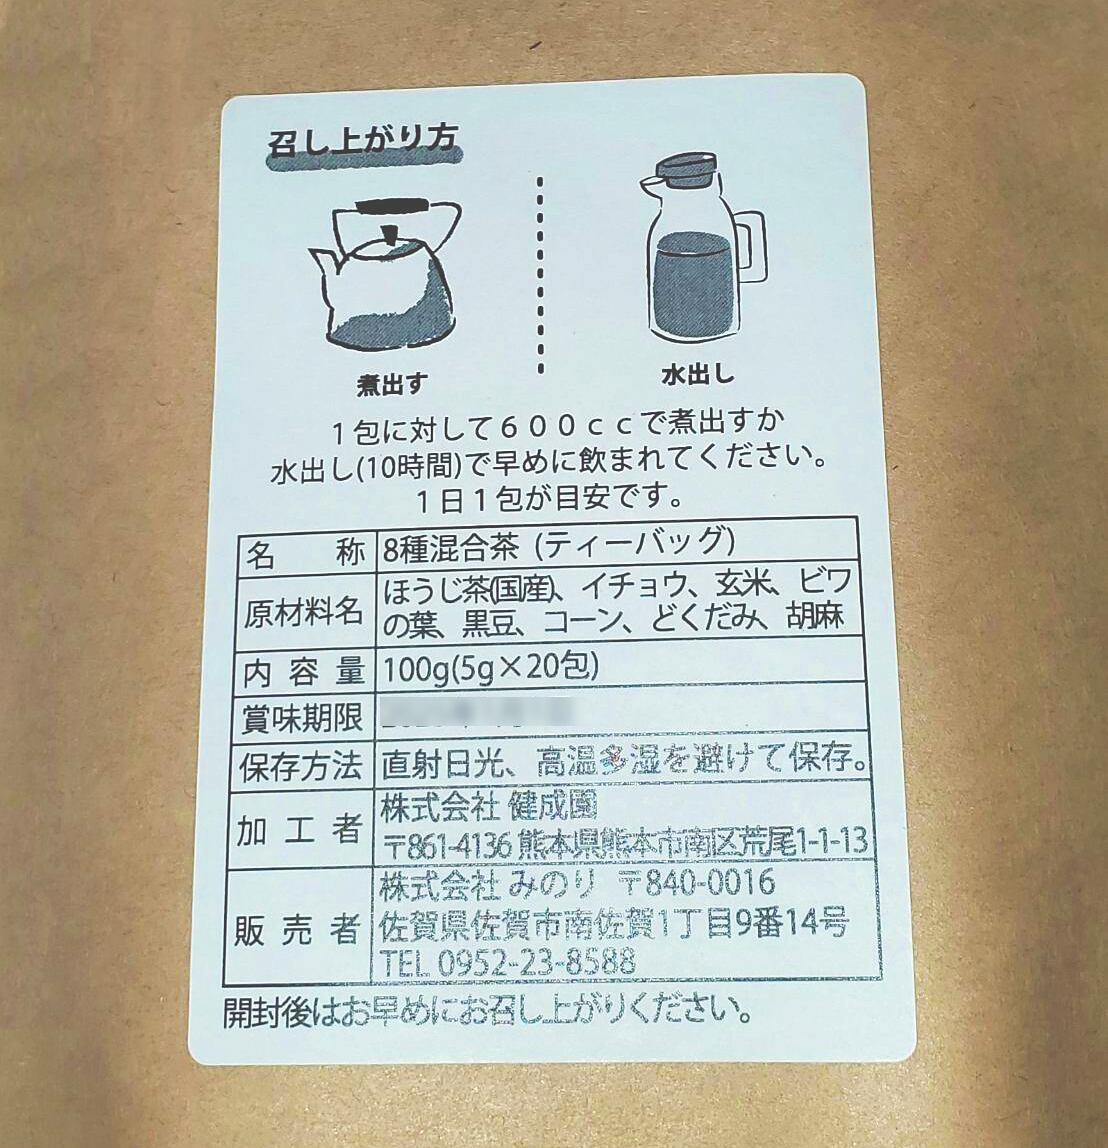 召し上がり方
煮出す
水出し
1包に対して600ccで煮出すか
水出し(10時間)で早めに飲まれてください。
1日1包が目安です。
名称 8種混合茶 (ティーバッグ)
原材料名 ほうじ茶(国産)、イチョウ、玄米、ビワ
の葉、黒豆、コーン、どくだみ、胡麻
内容量 100g(5g×20包)
賞味期限
保存方法 直射日光、高温多湿を避けて保存。
加工者 株式会社 健成園
〒861-4136 熊本県熊本市南区荒尾1-1-13
販売者 株式会社 みのり 〒840-0016
佐賀県佐賀市南佐賀1丁目9番14号
TEL 0952-23-8588
開封後はお早めにお召し上がりください。